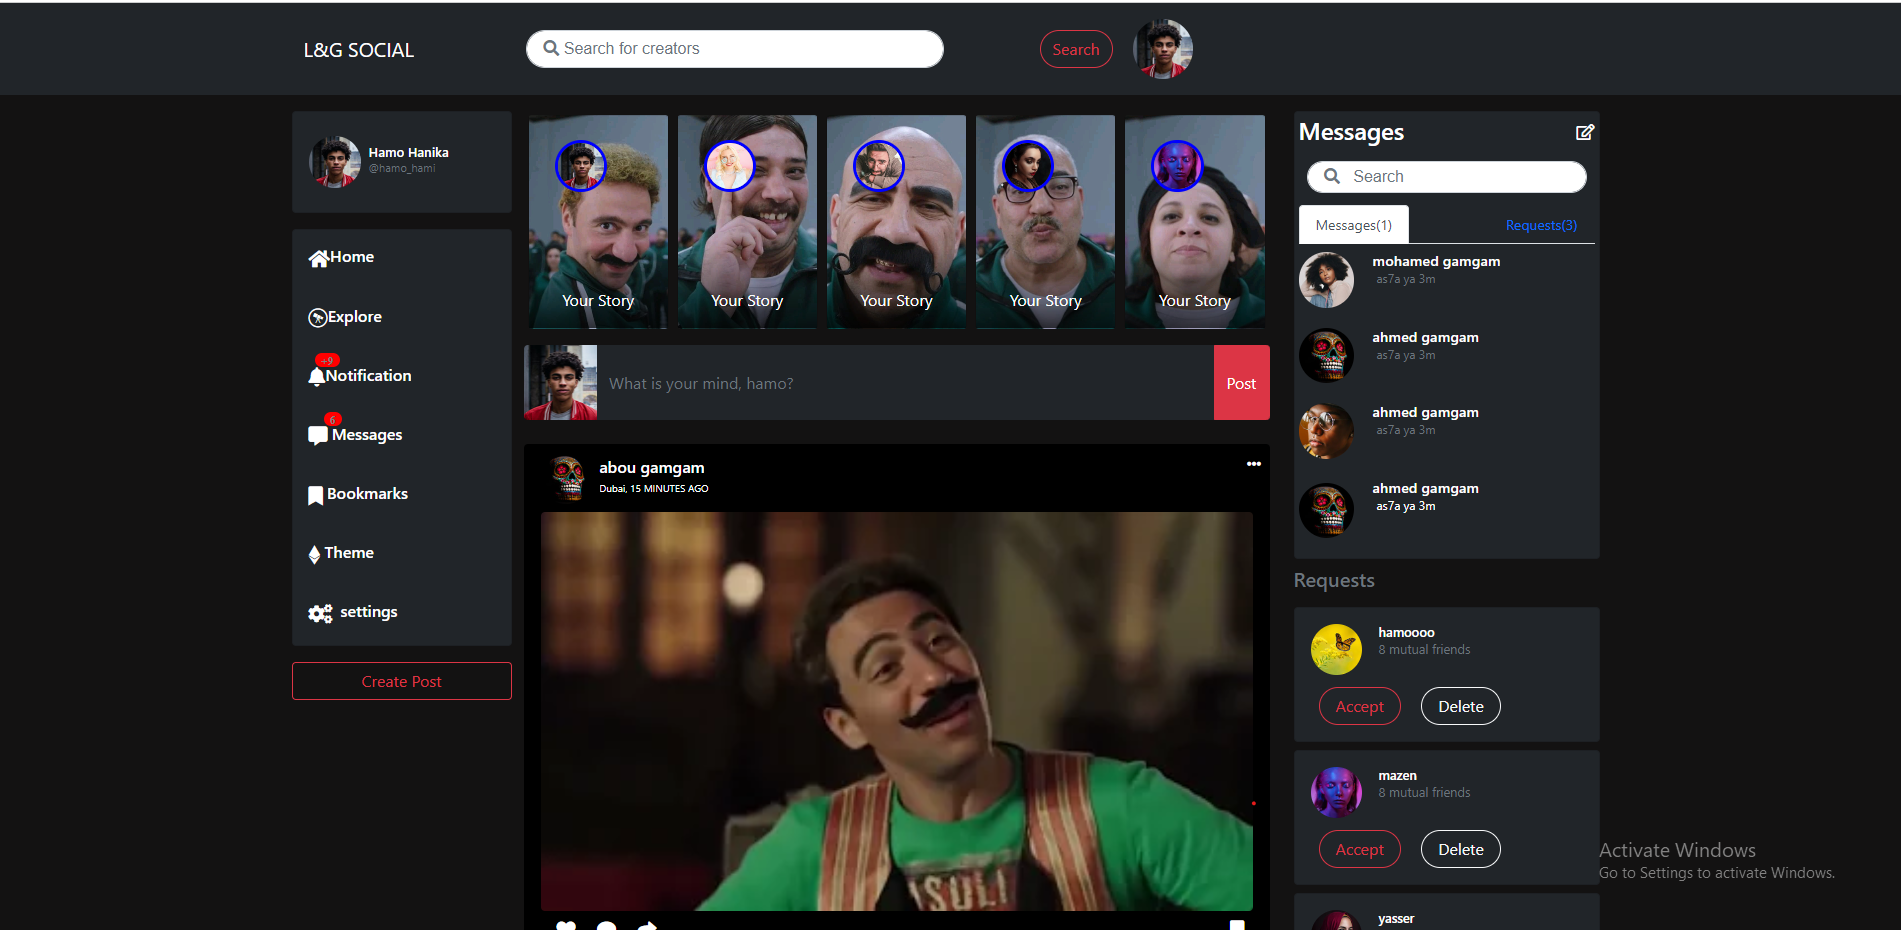 L&G SOCIAL
Search for creators
Search
Hamo Hanika
@hamo_hami
Home
Explore
+9
Notification
6
Messages
Bookmarks
Theme
settings
Create Post
Your Story
Your Story
Your Story
Your Story
Your Story
What is your mind, hamo?
Post
abou gamgam
Dubai, 15 MINUTES AGO
ISULI
Messages
Search
Messages(1)
Requests(3)
mohamed gamgam
as7a ya 3m
ahmed gamgam
as7a ya 3m
ahmed gamgam
as7a ya 3m
ahmed gamgam
as7a ya 3m
Requests
hamoooo
8 mutual friends
Accept
Delete
mazen
8 mutual friends
Accept
Delete
yasser
Activate Windows
Go to Settings to activate Windows.